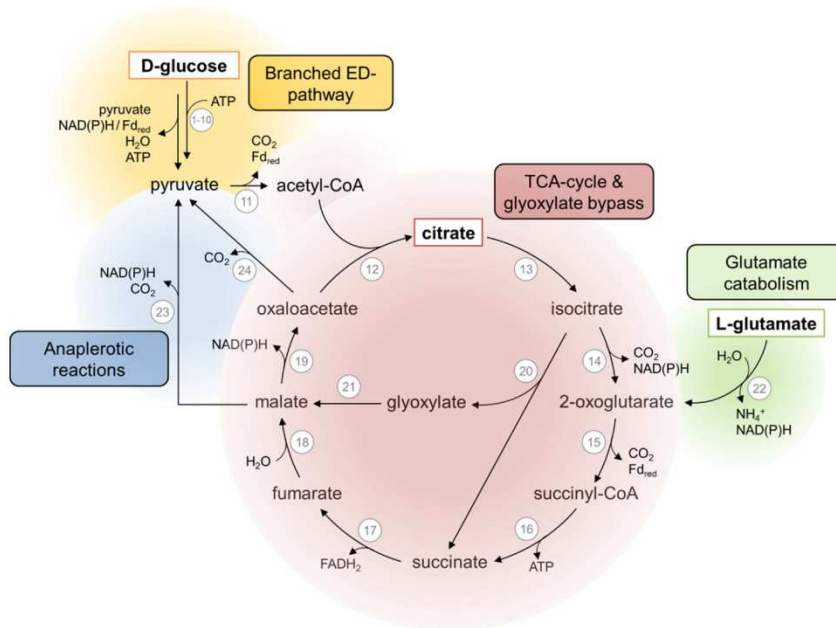 D-glucose
Branched ED-
pathway
pyruvate
NAD(P)H/Fdred
H2O
ATP
1-10
ATP
CO2
Fdred
pyruvate
11
acetyl-CoA
TCA-cycle &
glyoxylate bypass
citrate
12
13
NAD(P)H
CO2
23
CO2
24
oxaloacetate
isocitrate
Glutamate
catabolism
L-glutamate
Anaplerotic
reactions
NAD(P)H
19
20
14
CO2
NAD(P)H
H2O
22
NH4+
NAD(P)H
malate
21
glyoxylate
2-oxoglutarate
H2O
18
15
CO2
Fdred
fumarate
succinyl-CoA
17
16
FADH2
succinate
ATP